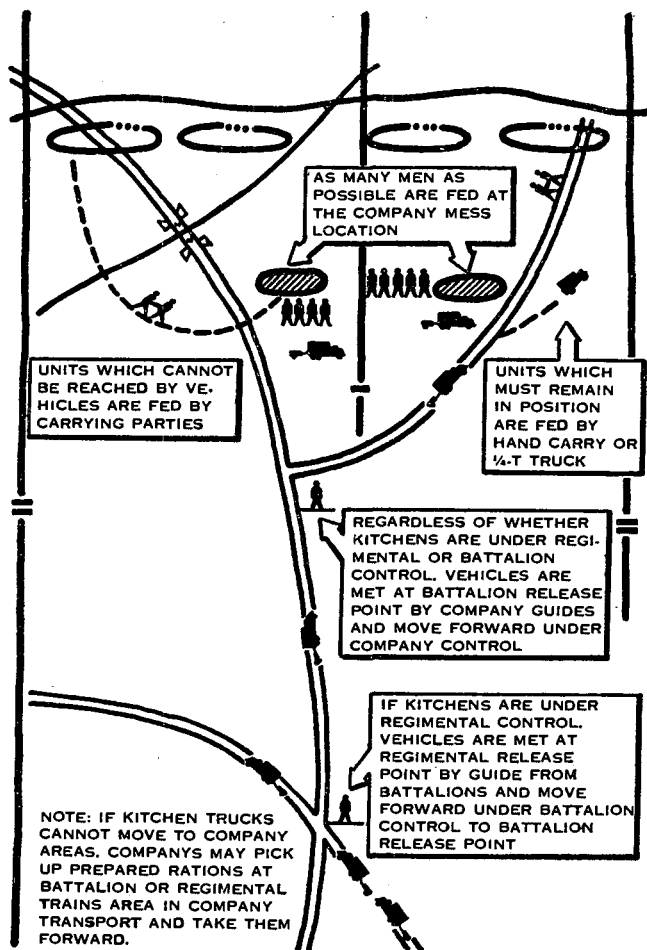 AS MANY MEN AS
POSSIBLE ARE FED AT
THE COMPANY MESS
LOCATION
UNITS WHICH CANNOT
BE REACHED BY VE-
HICLES ARE FED BY
CARRYING PARTIES
UNITS WHICH
MUST REMAIN
IN POSITION
ARE FED BY
HAND CARRY OR
¼-T TRUCK
REGARDLESS OF WHETHER
KITCHENS ARE UNDER REGI-
MENTAL OR BATTALION
CONTROL. VEHICLES ARE
MET AT BATTALION RELEASE
POINT BY COMPANY GUIDES
AND MOVE FORWARD UNDER
COMPANY CONTROL
IF KITCHENS ARE UNDER
REGIMENTAL CONTROL.
VEHICLES ARE MET AT
REGIMENTAL RELEASE
POINT BY GUIDE FROM
BATTALIONS AND MOVE
FORWARD UNDER BATTALION
CONTROL TO BATTALION
RELEASE POINT
NOTE: IF KITCHEN TRUCKS
CANNOT MOVE TO COMPANY
AREAS. COMPANYS MAY PICK
UP PREPARED RATIONS AT
BATTALION OR REGIMENTAL
TRAINS AREA IN COMPANY
TRANSPORT AND TAKE THEM
FORWARD.